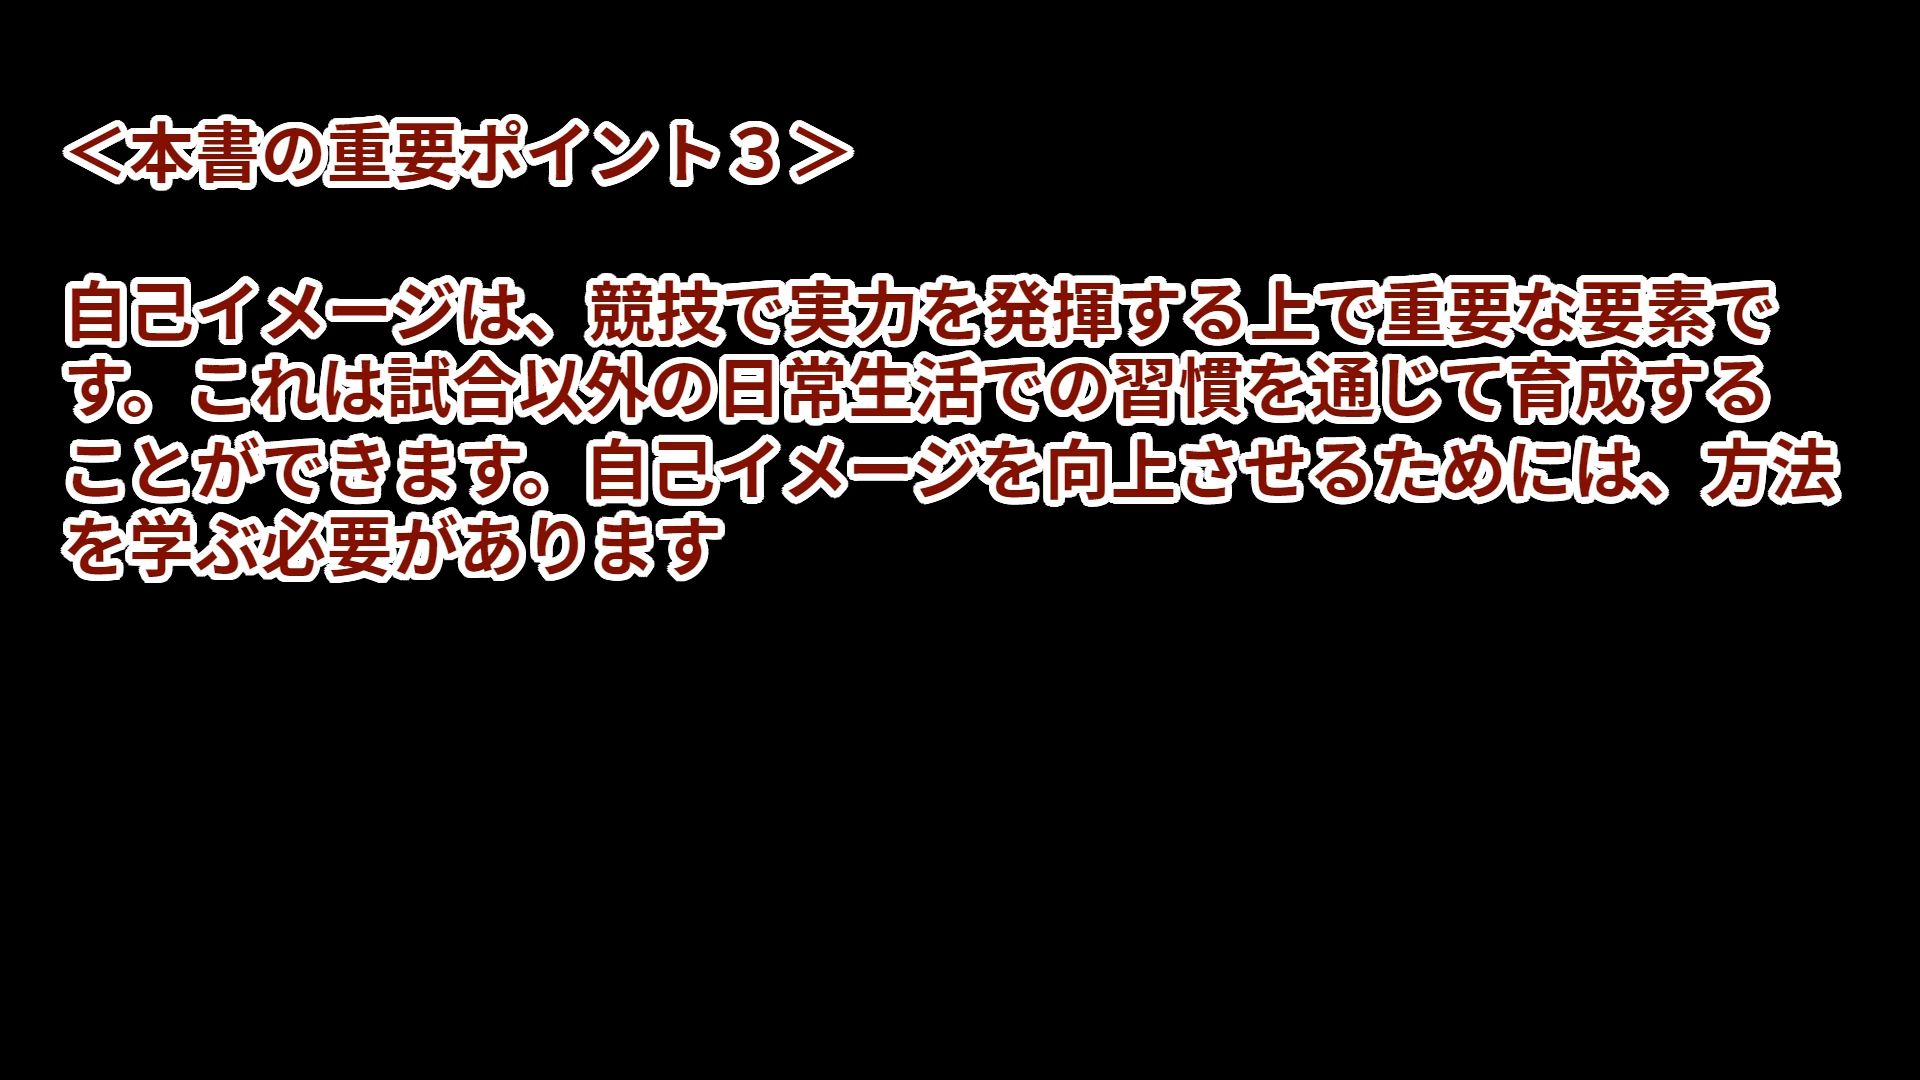 ＜本書の重要ポイント３＞
自己イメージは、競技で実力を発揮する上で重要な要素で
す。これは試合以外の日常生活での習慣を通じて育成する
ことができます。自己イメージを向上させるためには、方法
を学ぶ必要があります